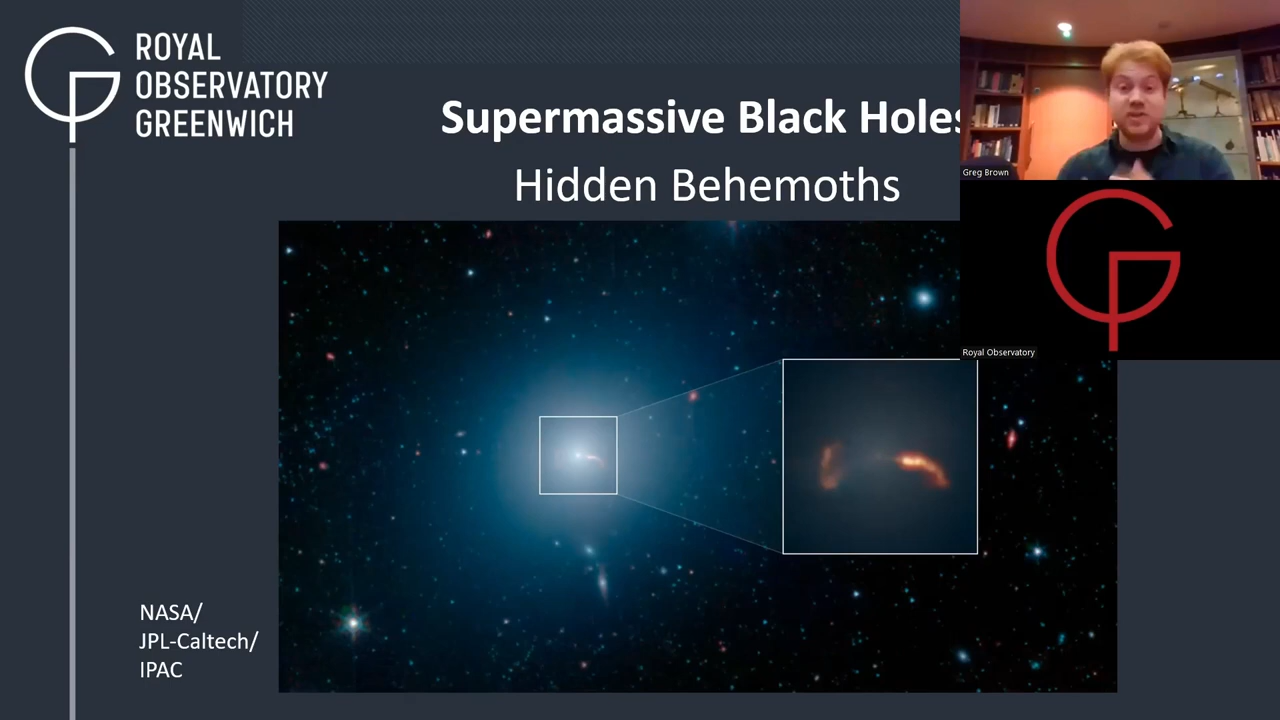 ROYAL
OBSERVATORY
GREENWICH
Supermassive Black Holes
Hidden Behemoths
Greg Brown
Royal Observatory
NASA/
JPL-Caltech/
IPAC